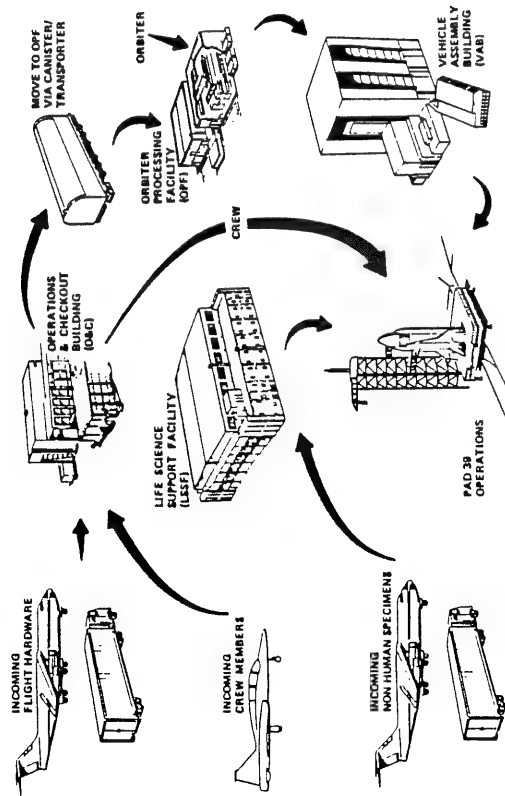 INCOMING
FLIGHT HARDWARE
INCOMING
CREW MEMBERS
INCOMING
NON HUMAN SPECIMENS
OPERATIONS
& CHECKOUT
BUILDING
(O&C)
LIFE SCIENCE
SUPPORT FACILITY
(LSSF)
MOVE TO OPF
VIA CANISTER/
TRANSPORTER
ORBITER
PROCESSING
FACILITY
(OPF)
ORBITER
CREW
VEHICLE
ASSEMBLY
BUILDING
(VAB)
PAD 39
OPERATIONS